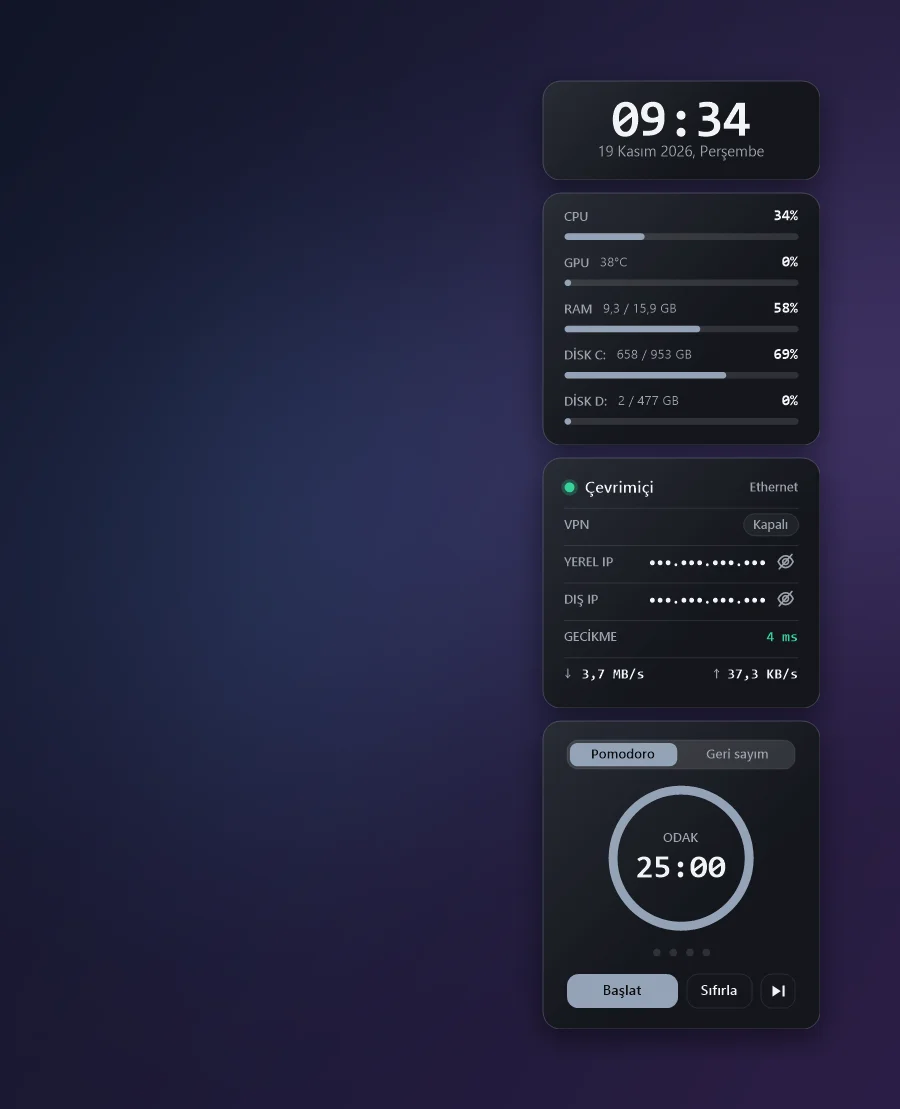 09:34
19 Kasım 2026, Perşembe
CPU 34%
GPU 38°C 0%
RAM 9,3 / 15,9 GB 58%
DİSK C: 658 / 953 GB 69%
DİSK D: 2 / 477 GB 0%
Çevrimiçi Ethernet
VPN Kapalı
YEREL IP •••.•••.•••.•••
DIŞ IP •••.•••.•••.•••
GECİKME 4 ms
↓ 3,7 MB/s ↑ 37,3 KB/s
Pomodoro Geri sayım
ODAK
25:00
Başlat Sıfırla